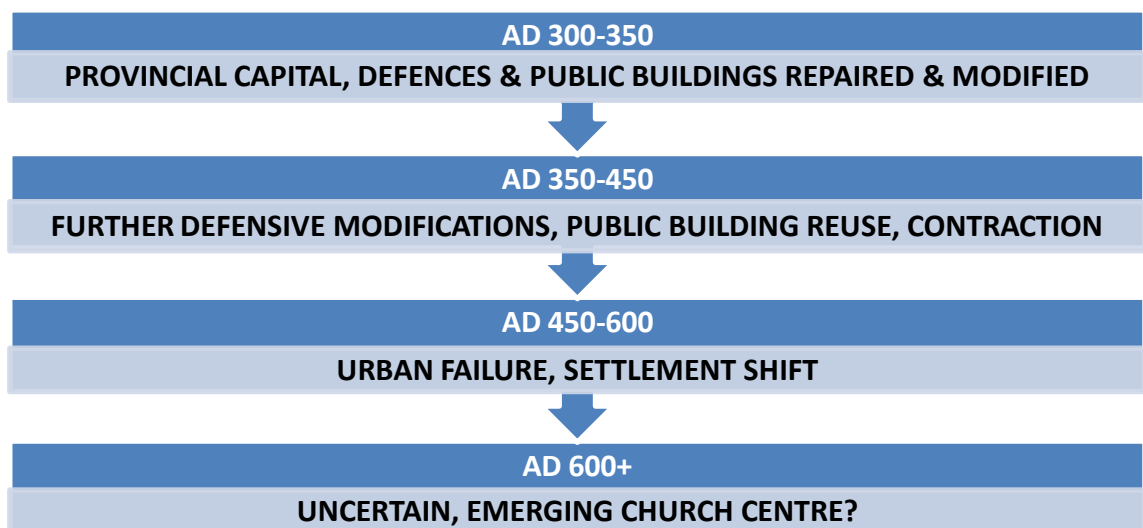 AD 300-350
PROVINCIAL CAPITAL, DEFENCES & PUBLIC BUILDINGS REPAIRED & MODIFIED
AD 350-450
FURTHER DEFENSIVE MODIFICATIONS, PUBLIC BUILDING REUSE, CONTRACTION
AD 450-600
URBAN FAILURE, SETTLEMENT SHIFT
AD 600+
UNCERTAIN, EMERGING CHURCH CENTRE?